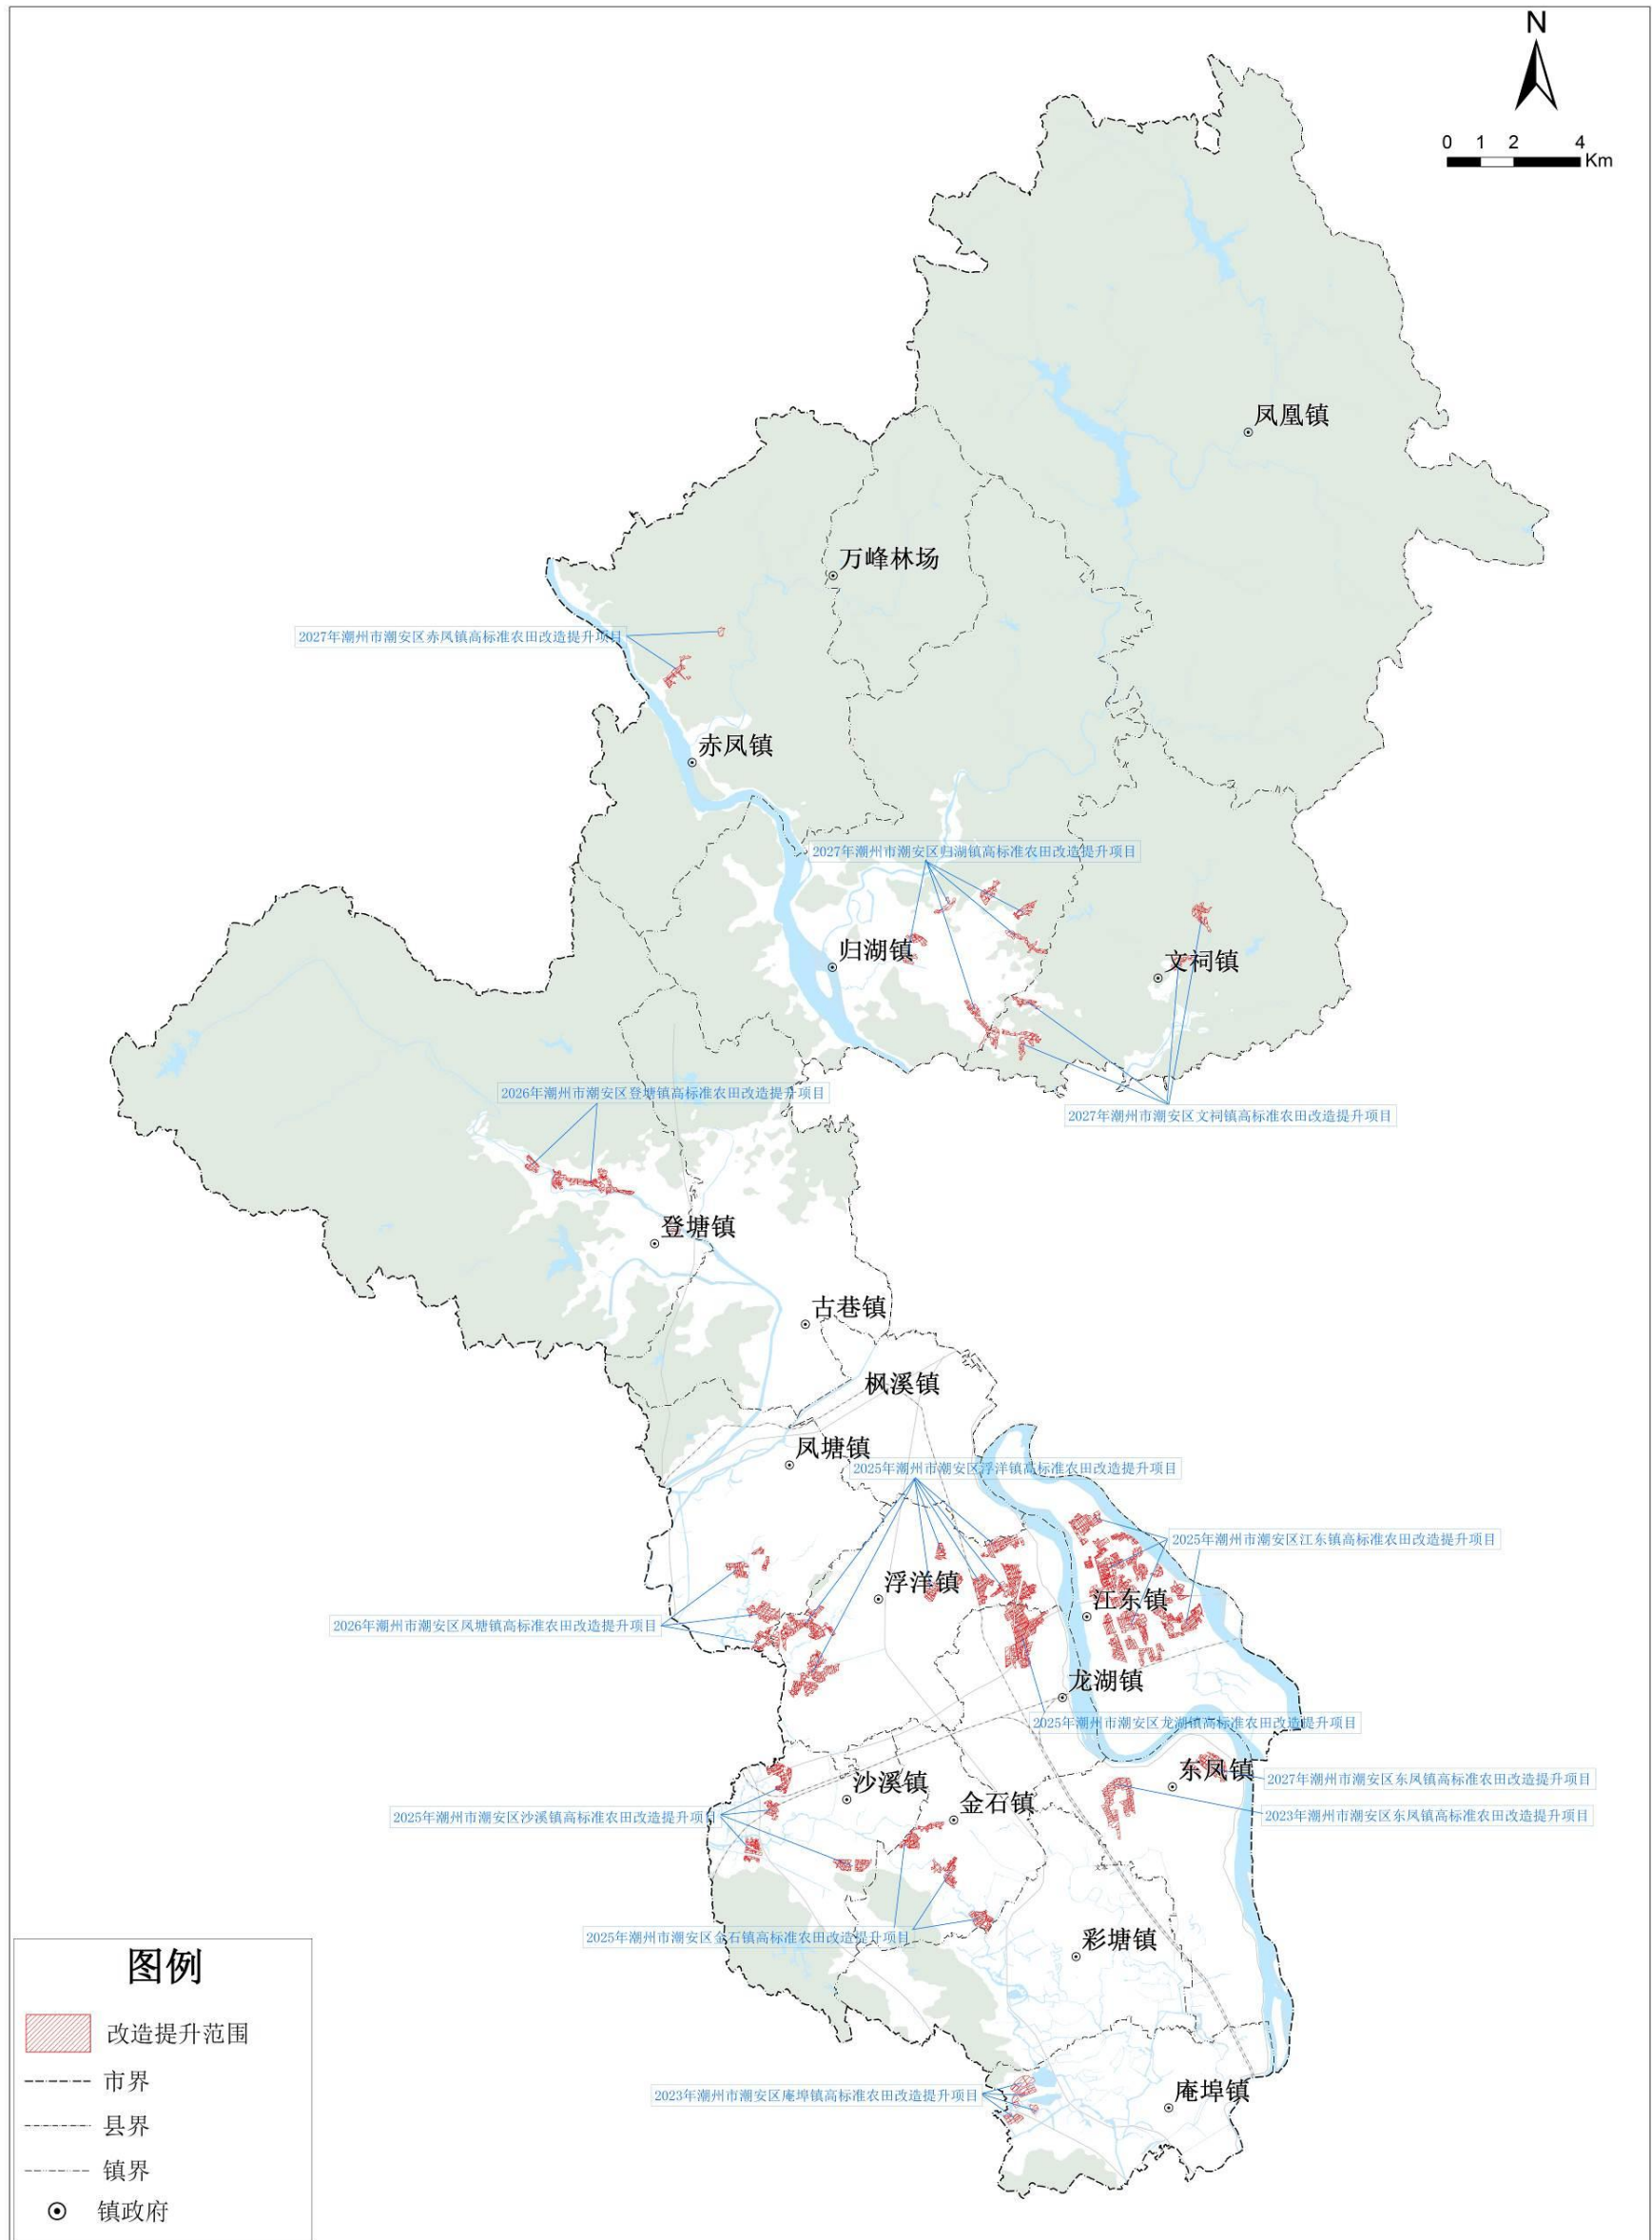 N
0 1 2 4
Km
凤凰镇
万峰林场
2027年潮州市潮安区赤凤镇高标准农田改造提升项目
赤凤镇
2027年潮州市潮安区归湖镇高标准农田改造提升项目
归湖镇
文祠镇
2026年潮州市潮安区登塘镇高标准农田改造提升项目
2027年潮州市潮安区文祠镇高标准农田改造提升项目
登塘镇
古巷镇
枫溪镇
凤塘镇
2025年潮州市潮安区浮洋镇高标准农田改造提升项目
2025年潮州市潮安区江东镇高标准农田改造提升项目
浮洋镇
江东镇
2026年潮州市潮安区凤塘镇高标准农田改造提升项目
龙湖镇
2025年潮州市潮安区龙湖镇高标准农田改造提升项目
东凤镇
2027年潮州市潮安区东凤镇高标准农田改造提升项目
沙溪镇
金石镇
2025年潮州市潮安区沙溪镇高标准农田改造提升项目
2023年潮州市潮安区东凤镇高标准农田改造提升项目
2025年潮州市潮安区金石镇高标准农田改造提升项目
彩塘镇
2023年潮州市潮安区庵埠镇高标准农田改造提升项目
庵埠镇
图例
改造提升范围
市界
县界
镇界
镇政府